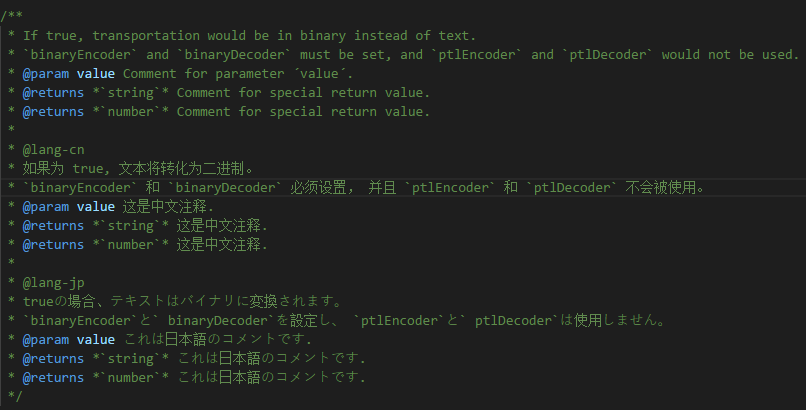 /**
* If true, transportation would be in binary instead of text.
* `binaryEncoder` and `binaryDecoder` must be set, and `ptlEncoder` and `ptlDecoder` would not be used.
* @param value Comment for parameter ´value´.
* @returns *`string`* Comment for special return value.
* @returns *`number`* Comment for special return value.
*
* @lang-cn
* 如果为 true, 文本将转化为二进制。
* `binaryEncoder` 和 `binaryDecoder` 必须设置, 并且 `ptlEncoder` 和 `ptlDecoder` 不会被使用。
* @param value 这是中文注释.
* @returns *`string`* 这是中文注释.
* @returns *`number`* 这是中文注释.
*
* @lang-jp
* trueの場合、テキストはバイナリに変換されます。
* `binaryEncoder`と` binaryDecoder`を設定し、 `ptlEncoder`と` ptlDecoder`は使用しません。
* @param value これは日本語のコメントです.
* @returns *`string`* これは日本語のコメントです.
* @returns *`number`* これは日本語のコメントです.
*/